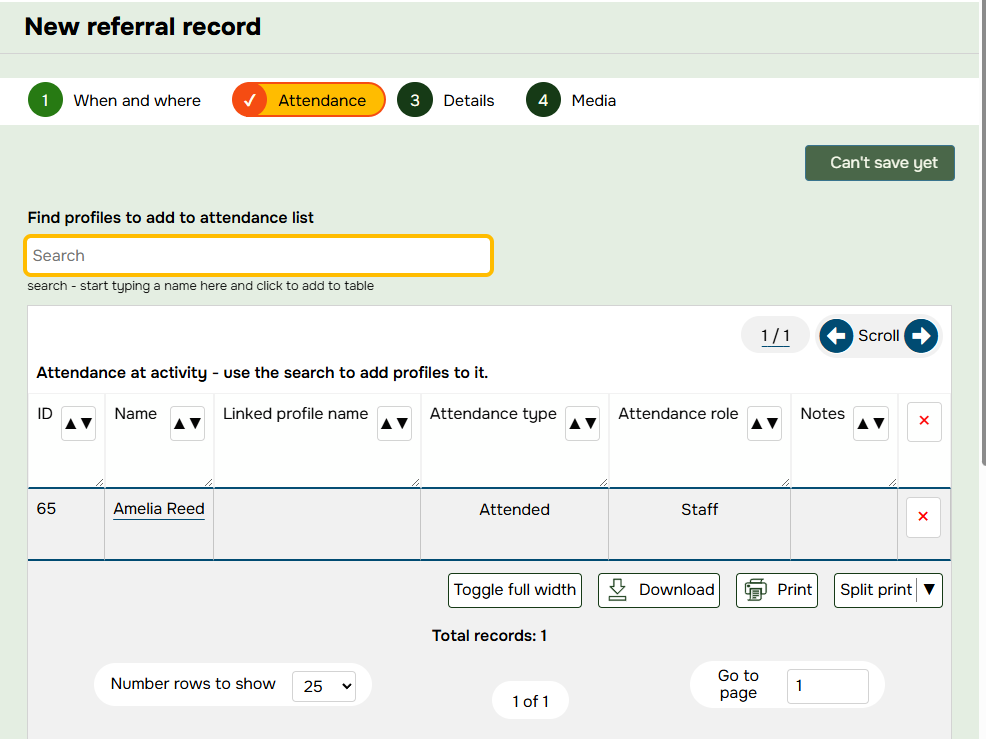 New referral record
1 When and where ✓ Attendance 3 Details 4 Media
Can't save yet
Find profiles to add to attendance list
Search
search - start typing a name here and click to add to table
1 / 1 Scroll
Attendance at activity - use the search to add profiles to it.
ID ▲▼ Name ▲▼ Linked profile name ▲▼ Attendance type ▲▼ Attendance role ▲▼ Notes ▲▼ ✕
65 Amelia Reed Attended Staff ✕
Toggle full width Download Print Split print ▼
Total records: 1
Number rows to show 25
1 of 1
Go to
page 1